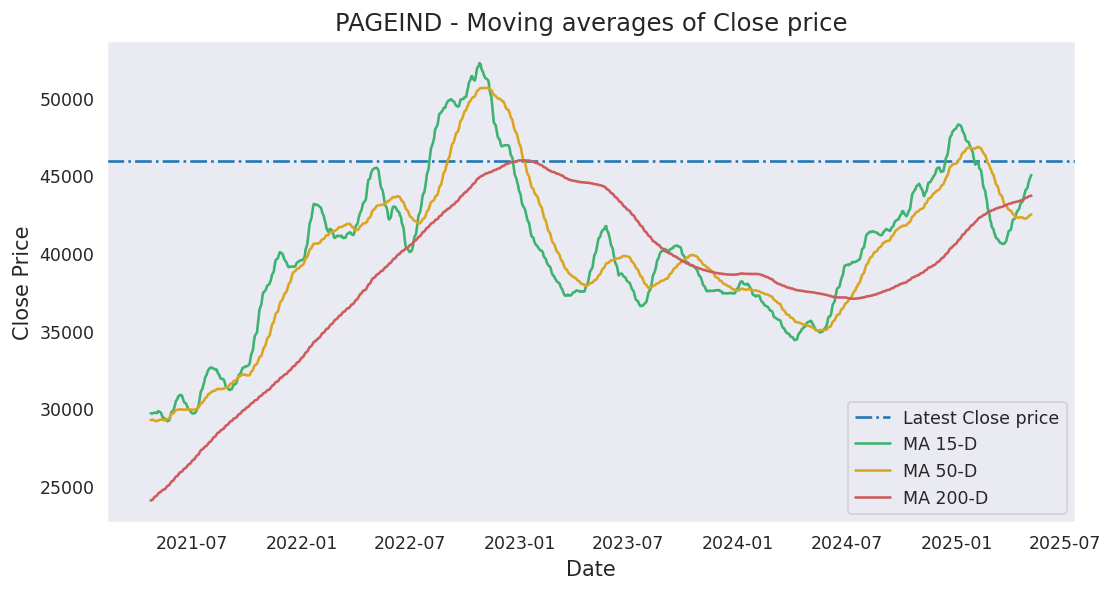 PAGEIND - Moving averages of Close price
Close Price
50000
45000
40000
35000
30000
25000
Latest Close price
MA 15-D
MA 50-D
MA 200-D
2021-07 2022-01 2022-07 2023-01 2023-07 2024-01 2024-07 2025-01 2025-07
Date